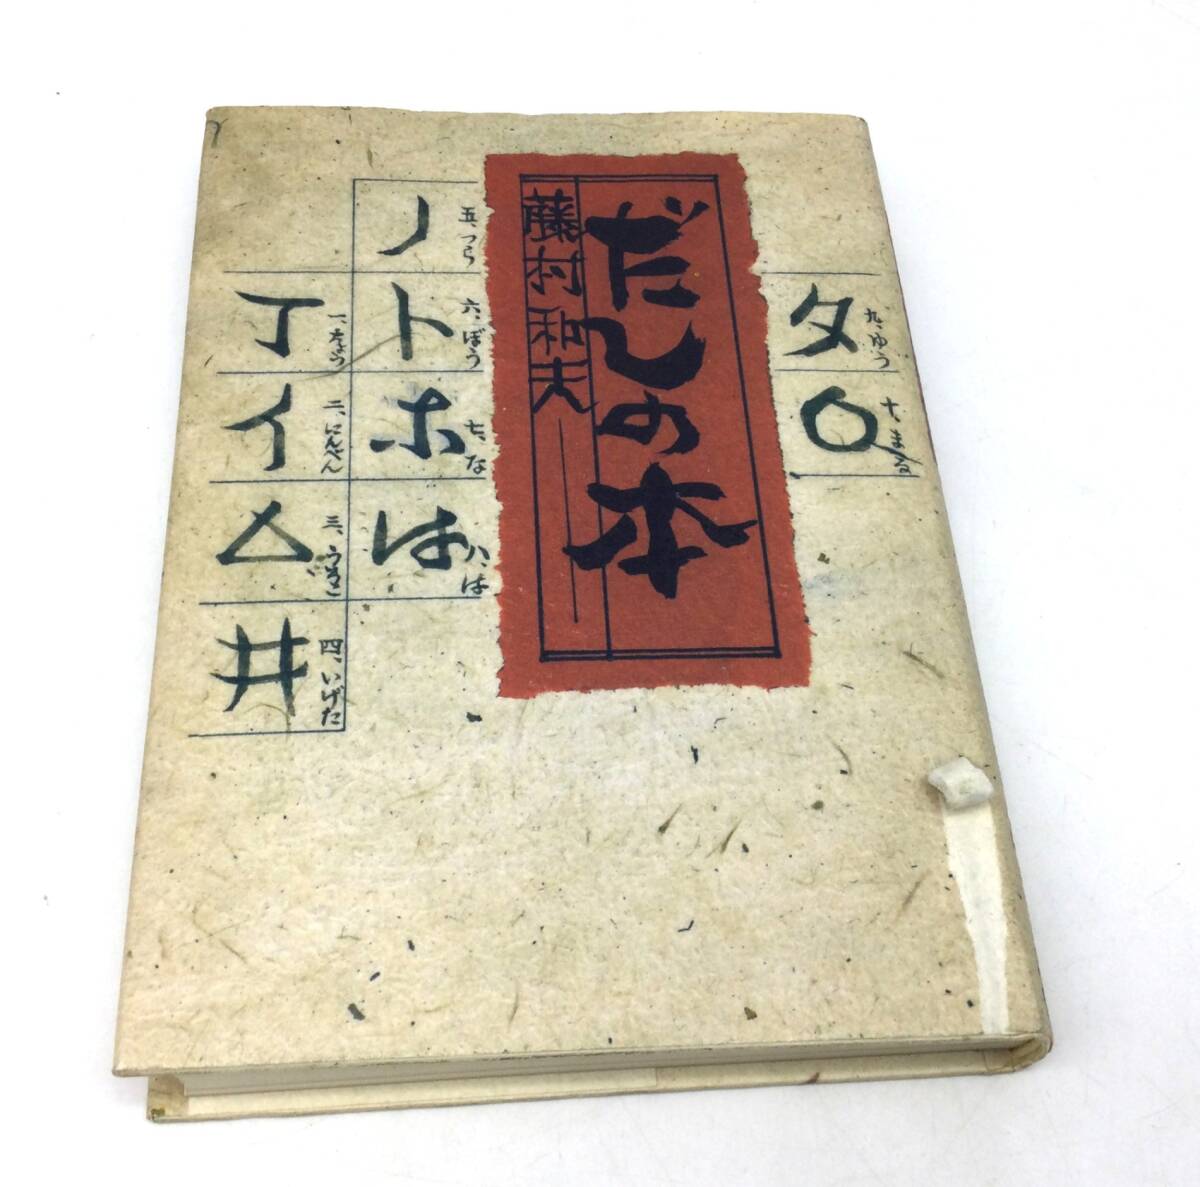 だしの本
藤村和夫
丁
一、ちょう
イ
二、にんべん
△
三、うろこ
井
四、いげた
ノ
五、つら
ト
六、ぼう
ホ
七、な
は
八、は
タ
九、ゆう
○
十、まる